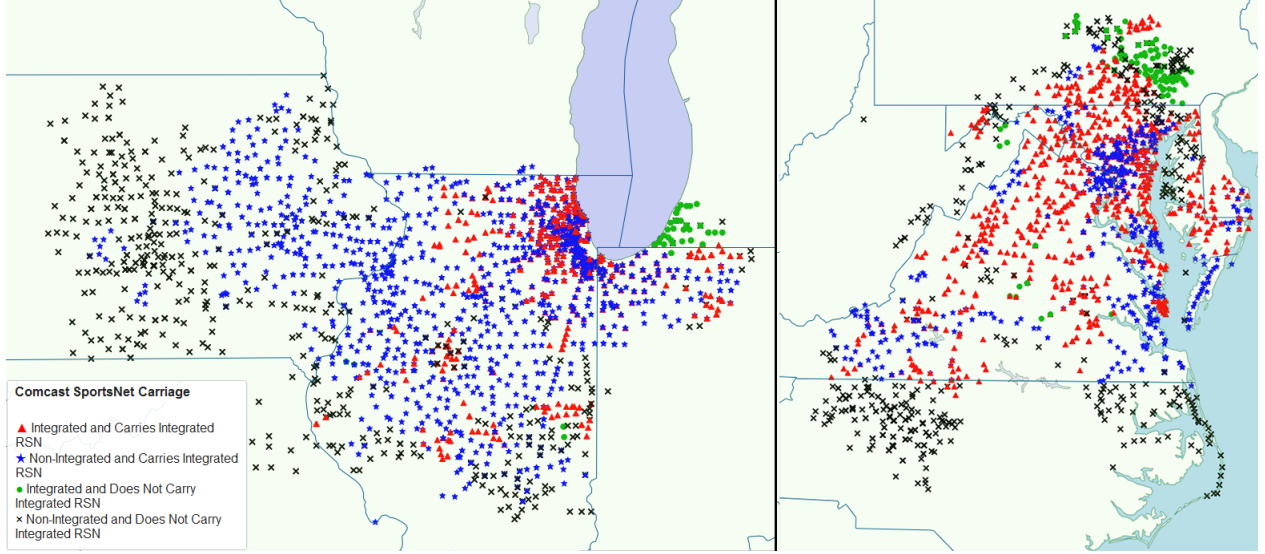 Comcast SportsNet Carriage
▲ Integrated and Carries Integrated
RSN
★ Non-Integrated and Carries Integrated
RSN
● Integrated and Does Not Carry
Integrated RSN
× Non-Integrated and Does Not Carry
Integrated RSN